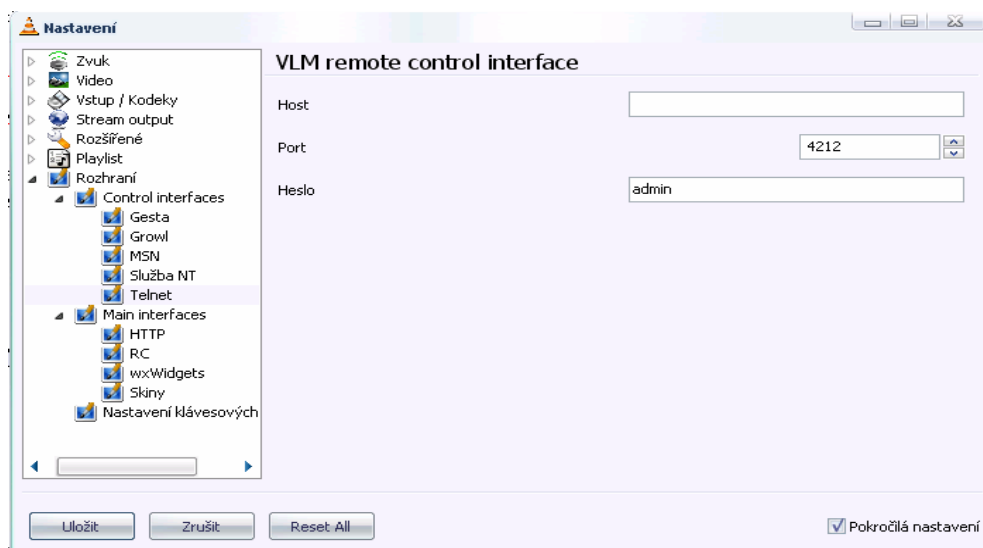 Nastavení
Zvuk
Video
Vstup / Kodeky
Stream output
Rozšířené
Playlist
Rozhraní
Control interfaces
Gesta
Growl
MSN
Služba NT
Telnet
Main interfaces
HTTP
RC
wxWidgets
Skiny
Nastavení klávesových
VLM remote control interface
Host
Port 4212
Heslo admin
Uložit Zrušit Reset All Pokročilá nastavení